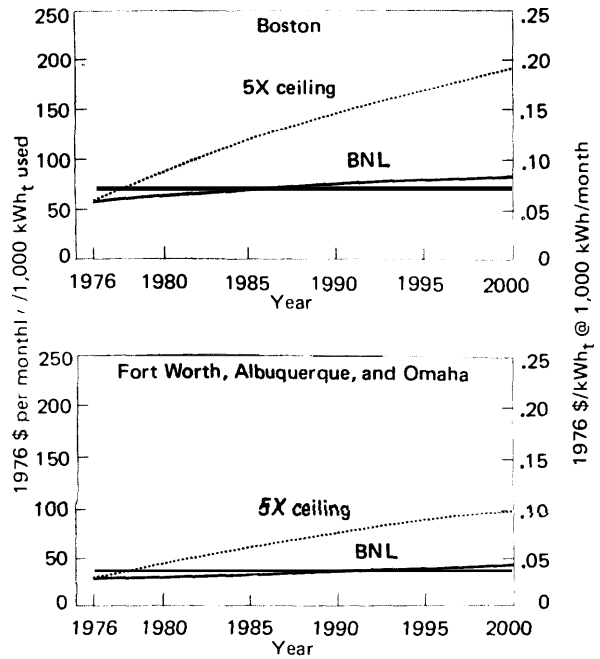 250
200
150
100
50
0
Boston
5X ceiling
BNL
.25
.20
.15
.10
.05
0
1976 1980 1985 1990 1995 2000
Year
1976 $ per monthl / /1,000 kWht used
1976 $/kWht @ 1,000 kWh/month
250
200
150
100
50
0
Fort Worth, Albuquerque, and Omaha
5X ceiling
BNL
.25
.20
.15
.10
.05
0
1976 1980 1985 1990 1995 2000
Year